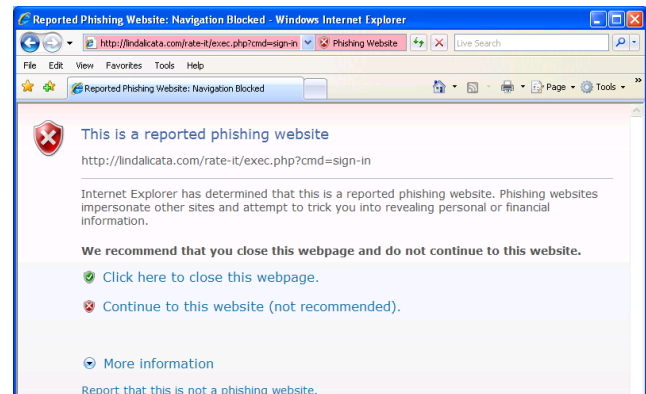 Reported Phishing Website: Navigation Blocked - Windows Internet Explorer
http://lindalicata.com/rate-it/exec.php?cmd=sign-in Phishing Website Live Search
File Edit View Favorites Tools Help
Reported Phishing Website: Navigation Blocked Page Tools »
This is a reported phishing website
http://lindalicata.com/rate-it/exec.php?cmd=sign-in
Internet Explorer has determined that this is a reported phishing website. Phishing websites
impersonate other sites and attempt to trick you into revealing personal or financial
information.
We recommend that you close this webpage and do not continue to this website.
Click here to close this webpage.
Continue to this website (not recommended).
More information
Report that this is not a phishing website.